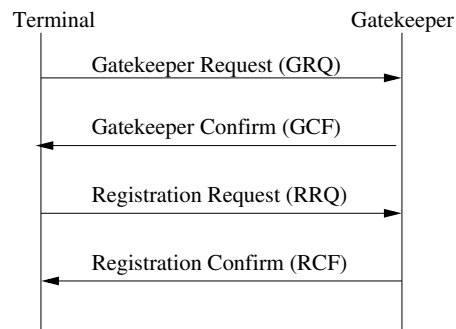 Terminal
Gatekeeper
Gatekeeper Request (GRQ)
Gatekeeper Confirm (GCF)
Registration Request (RRQ)
Registration Confirm (RCF)